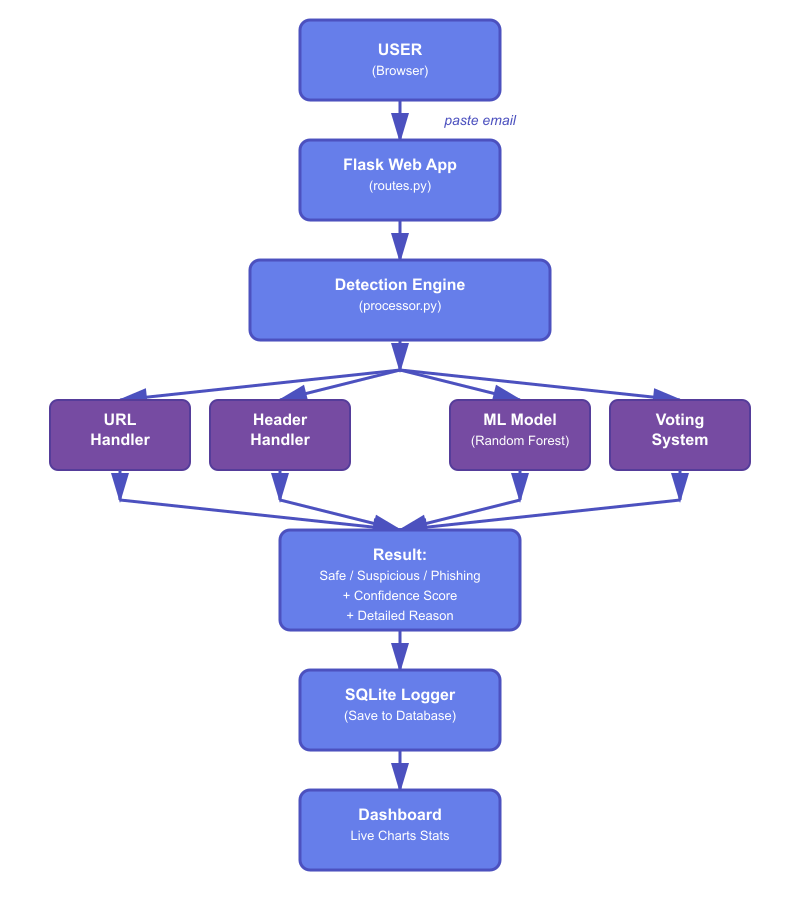 USER
(Browser)
paste email
Flask Web App
(routes.py)
Detection Engine
(processor.py)
URL
Handler
Header
Handler
ML Model
(Random Forest)
Voting
System
Result:
Safe / Suspicious / Phishing
+ Confidence Score
+ Detailed Reason
SQLite Logger
(Save to Database)
Dashboard
Live Charts Stats